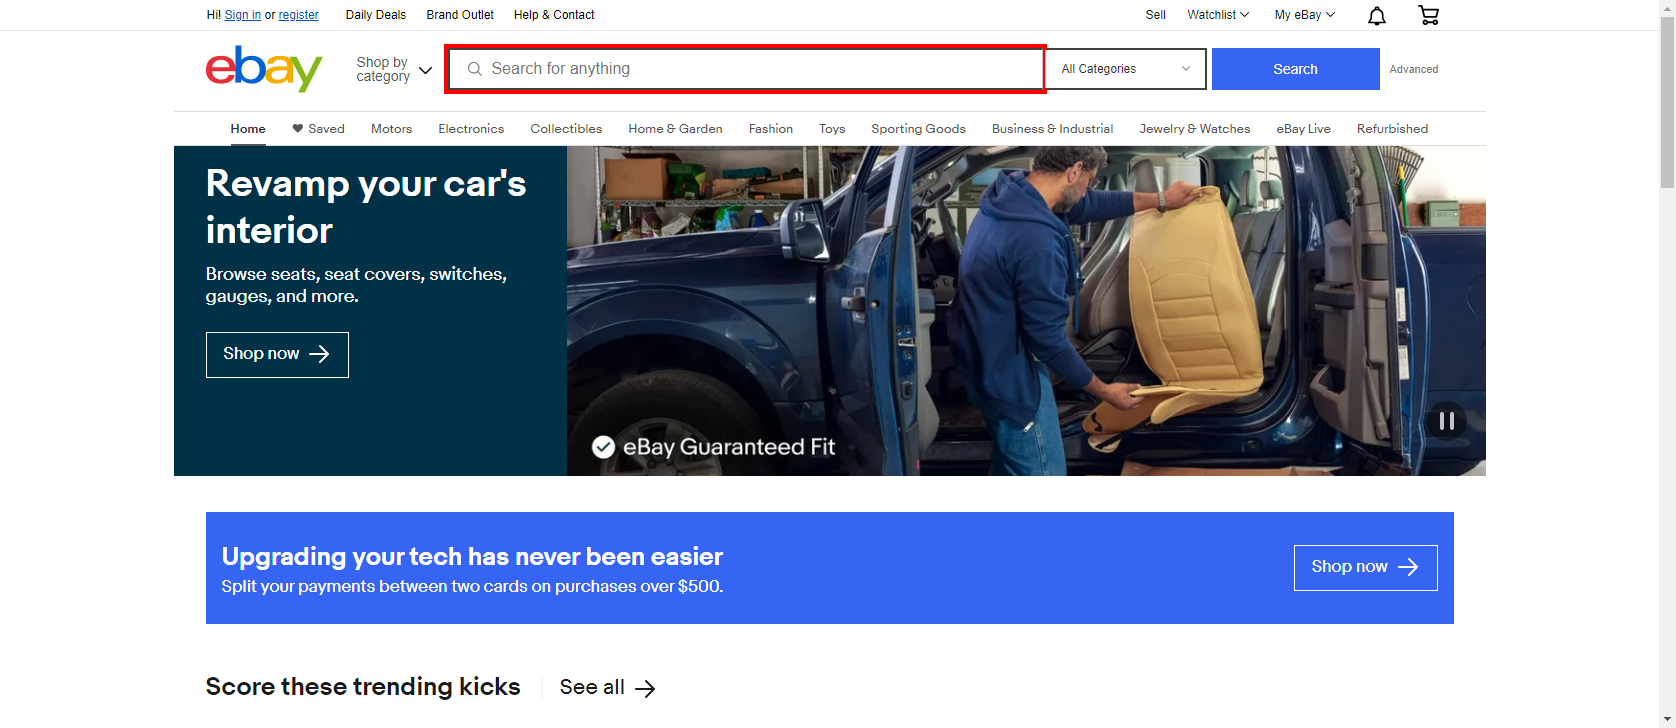 Hi! Sign in or register Daily Deals Brand Outlet Help & Contact Sell Watchlist My eBay
ebay Shop by category Search for anything All Categories Search Advanced
Home Saved Motors Electronics Collectibles Home & Garden Fashion Toys Sporting Goods Business & Industrial Jewelry & Watches eBay Live Refurbished
Revamp your car's
interior
Browse seats, seat covers, switches,
gauges, and more.
Shop now
eBay Guaranteed Fit
Upgrading your tech has never been easier
Split your payments between two cards on purchases over $500.
Shop now
Score these trending kicks See all